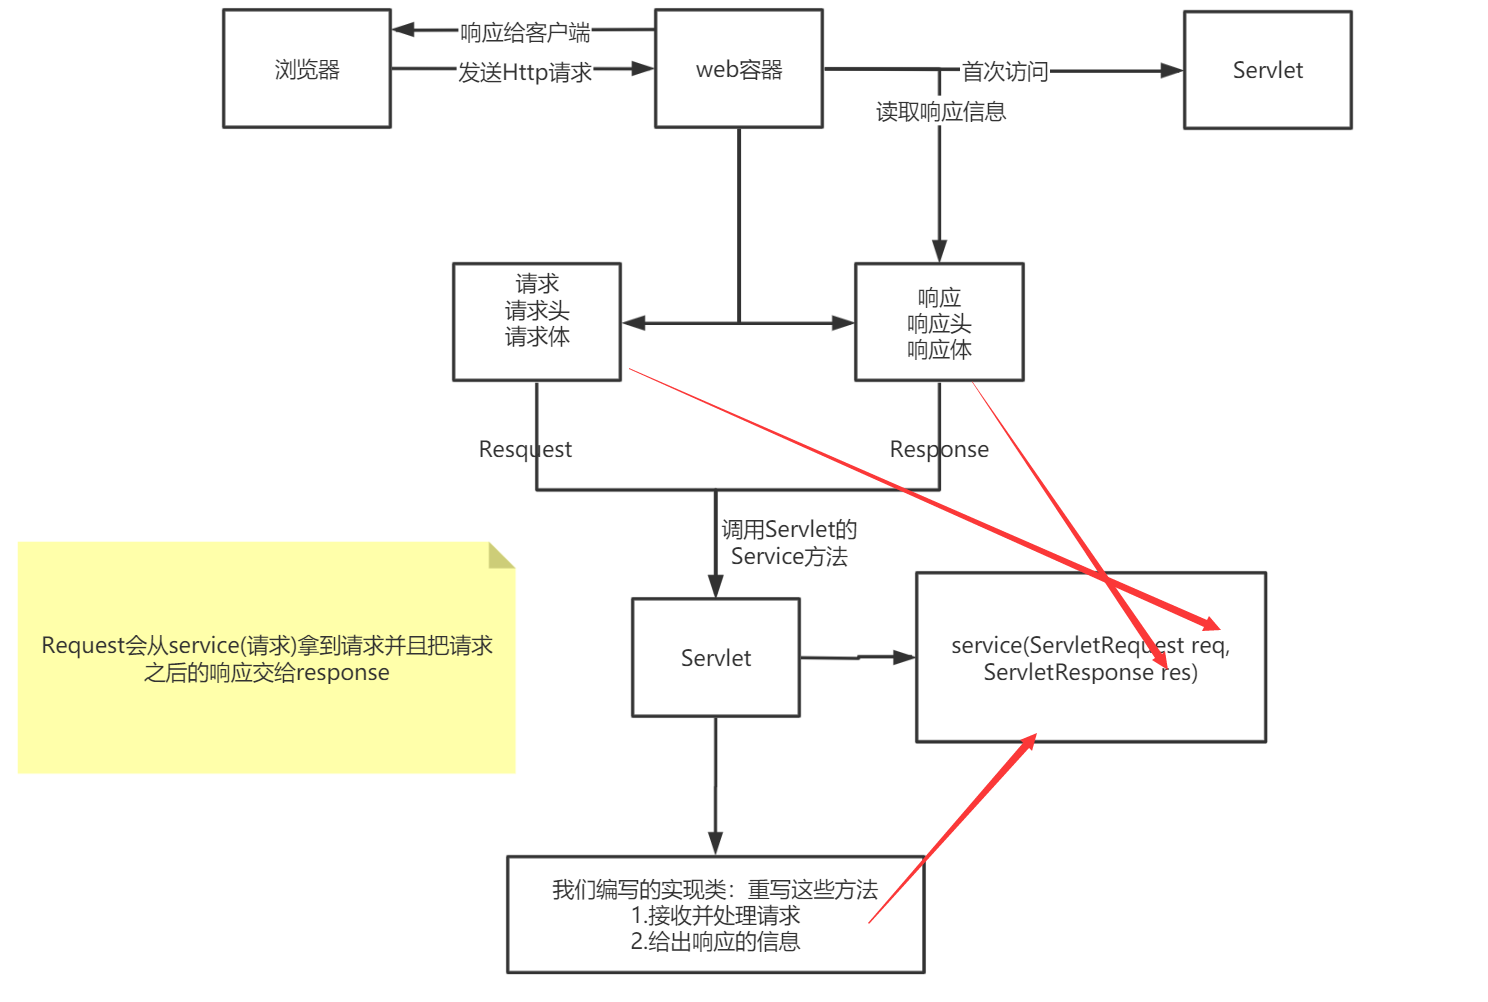 浏览器
响应给客户端
发送Http请求
web容器
首次访问
读取响应信息
Servlet
请求
请求头
请求体
响应
响应头
响应体
Resquest
Response
调用Servlet的
Service方法
Request会从service(请求)拿到请求并且把请求
之后的响应交给response
Servlet
service(ServletRequest req,
ServletResponse res)
我们编写的实现类：重写这些方法
1.接收并处理请求
2.给出响应的信息